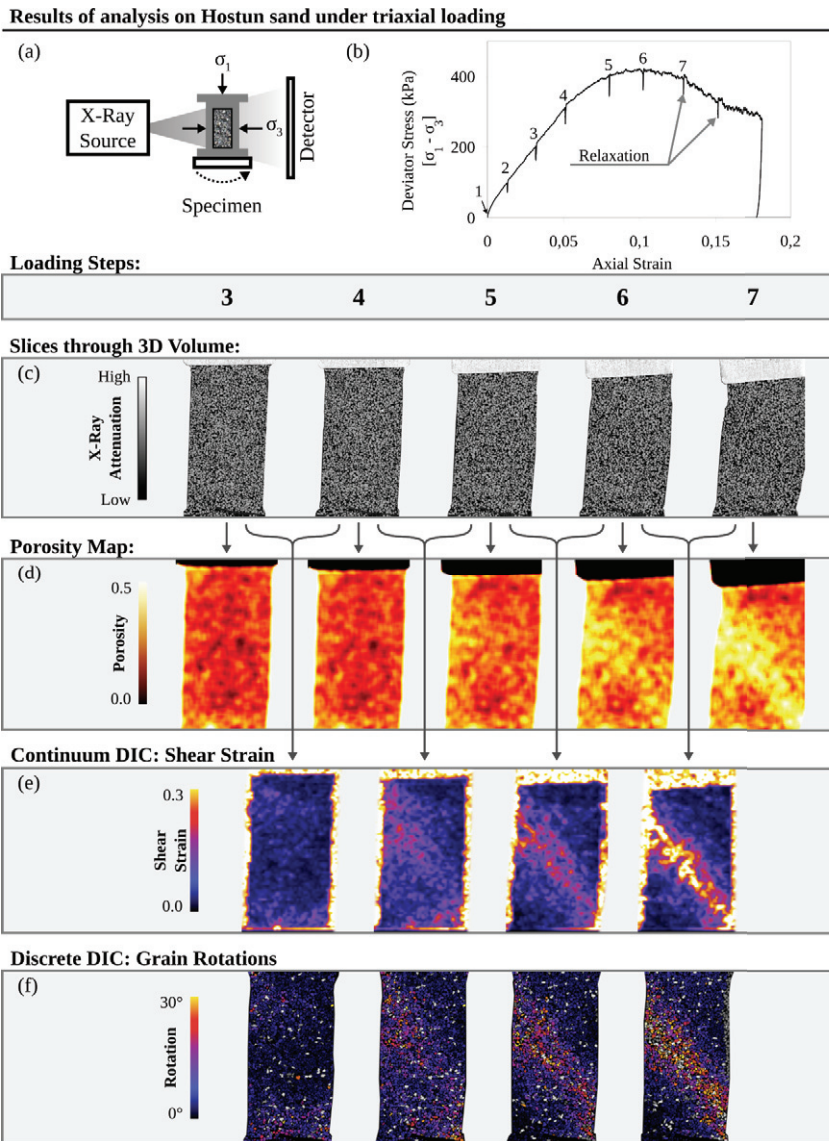 Results of analysis on Hostun sand under triaxial loading
(a)
σ1
X-Ray
Source
σ3
Detector
Specimen
(b)
Deviator Stress (kPa)
[σ1 - σ3]
400
200
0
1
2
3
4
5
6
7
Relaxation
0
0,05
0,1
0,15
0,2
Axial Strain
Loading Steps:
3 4 5 6 7
Slices through 3D Volume:
(c)
High
X-Ray
Attenuation
Low
Porosity Map:
(d)
0.5
Porosity
0.0
Continuum DIC: Shear Strain
(e)
0.3
Shear
Strain
0.0
Discrete DIC: Grain Rotations
(f)
30°
Rotation
0°